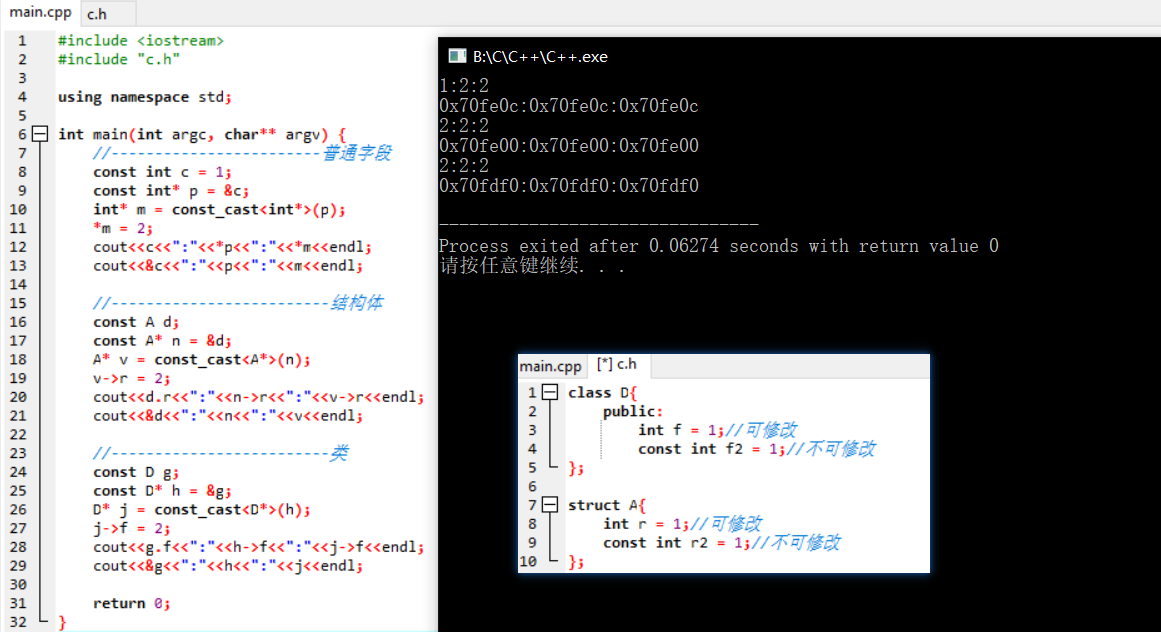 main.cpp c.h
1 #include <iostream>
2 #include "c.h"
3
4 using namespace std;
5
6 int main(int argc, char** argv) {
7 //------------------------普通字段
8 const int c = 1;
9 const int* p = &c;
10 int* m = const_cast<int*>(p);
11 *m = 2;
12 cout<<c<<":"<<*p<<":"<<*m<<endl;
13 cout<<&c<<":"<<p<<":"<<m<<endl;
14
15 //-------------------------结构体
16 const A d;
17 const A* n = &d;
18 A* v = const_cast<A*>(n);
19 v->r = 2;
20 cout<<d.r<<":"<<n->r<<":"<<v->r<<endl;
21 cout<<&d<<":"<<n<<":"<<v<<endl;
22
23 //-------------------------类
24 const D g;
25 const D* h = &g;
26 D* j = const_cast<D*>(h);
27 j->f = 2;
28 cout<<g.f<<":"<<h->f<<":"<<j->f<<endl;
29 cout<<&g<<":"<<h<<":"<<j<<endl;
30
31 return 0;
32 }
B:\C\C++\C++.exe
1:2:2
0x70fe0c:0x70fe0c:0x70fe0c
2:2:2
0x70fe00:0x70fe00:0x70fe00
2:2:2
0x70fdf0:0x70fdf0:0x70fdf0
--------------------------------
Process exited after 0.06274 seconds with return value 0
请按任意键继续. . .
main.cpp [*] c.h
1 class D{
2 public:
3 int f = 1;//可修改
4 const int f2 = 1;//不可修改
5 };
6
7 struct A{
8 int r = 1;//可修改
9 const int r2 = 1;//不可修改
10 };